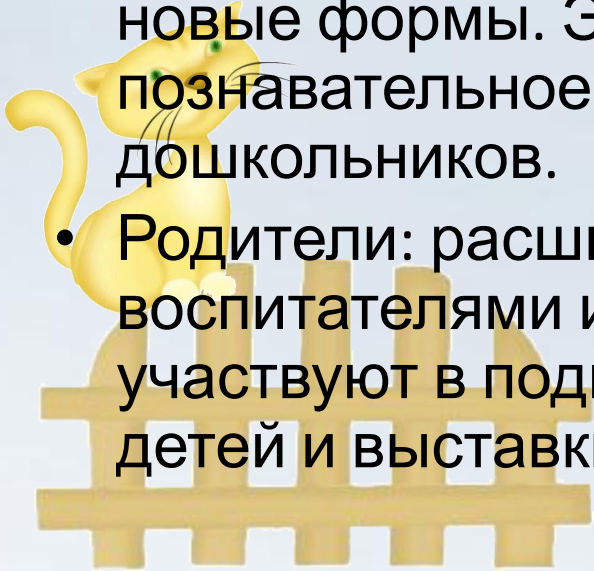 новые формы. Э
познавательное
дошкольников.
• Родители: расш
воспитателями и
участвуют в под
детей и выставк